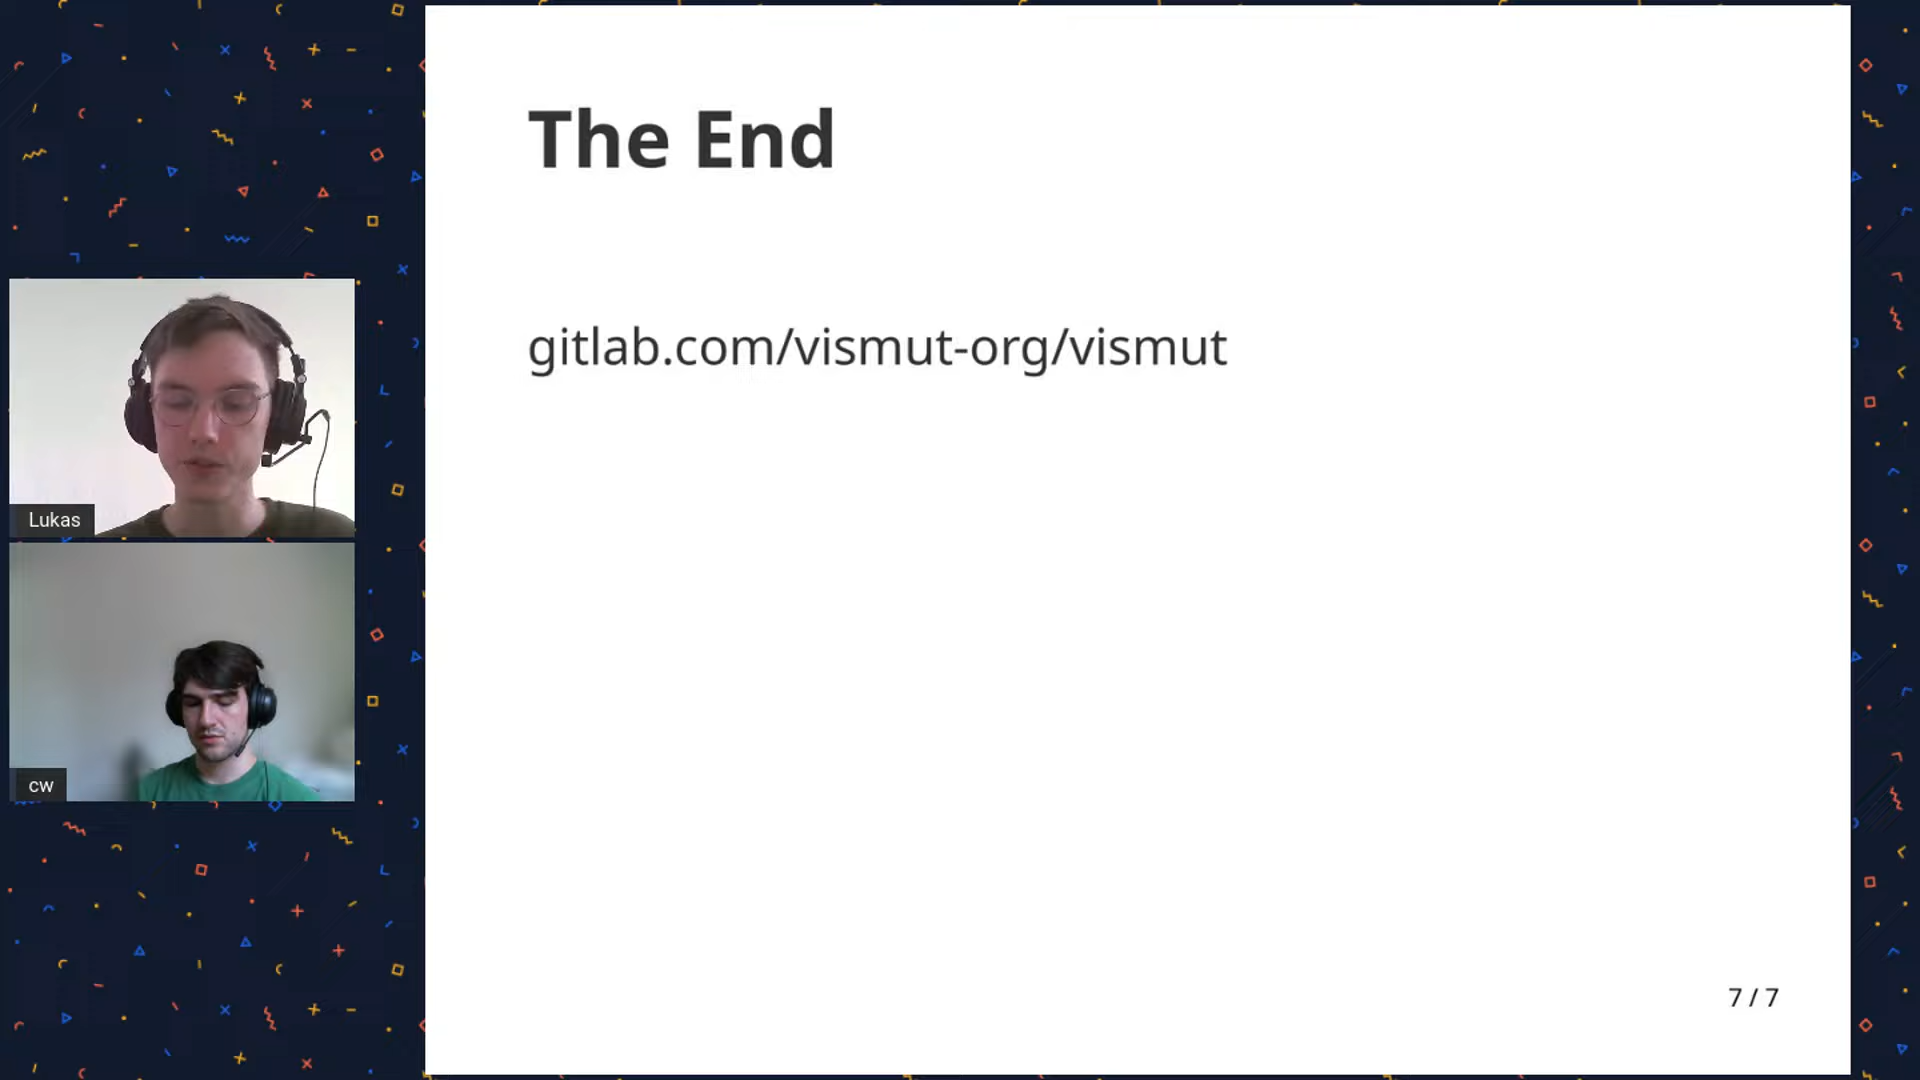 The End
gitlab.com/vismut-org/vismut
Lukas
cw
7 / 7